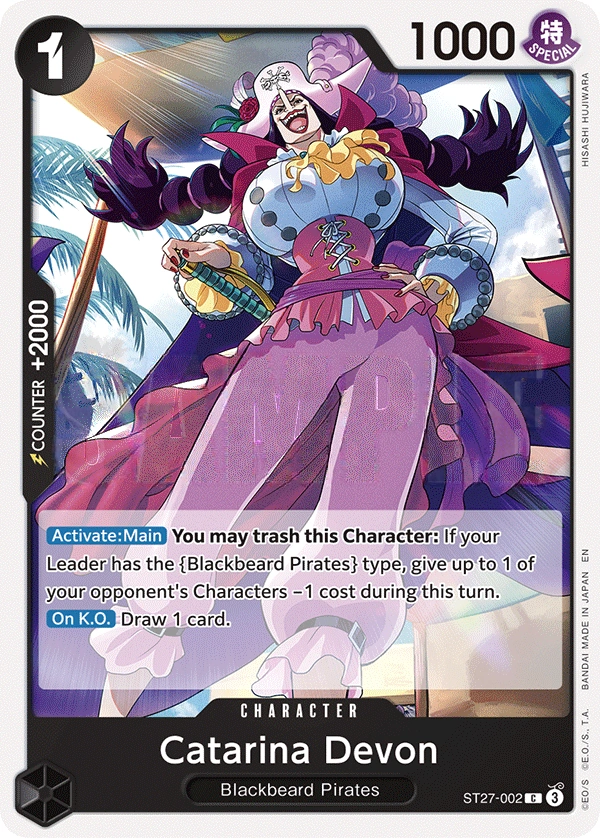 1
1000
特
SPECIAL
HISASHI HUJIWARA
COUNTER +2000
SAMPLE
Activate:Main You may trash this Character: If your
Leader has the {Blackbeard Pirates} type, give up to 1 of
your opponent's Characters −1 cost during this turn.
On K.O. Draw 1 card.
CHARACTER
Catarina Devon
Blackbeard Pirates
ST27-002 C 3
©E.O./S., T.A. BANDAI MADE IN JAPAN EN
©EO/S